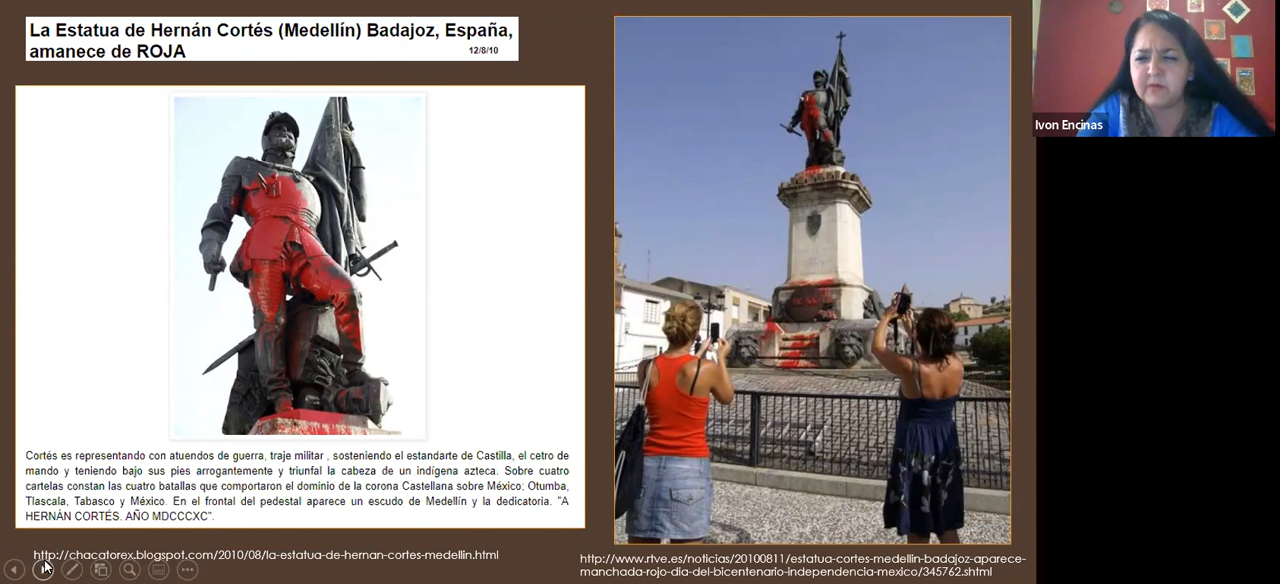 La Estatua de Hernán Cortés (Medellín) Badajoz, España,
amanece de ROJA
12/8/10
Cortés es representando con atuendos de guerra, traje militar , sosteniendo el estandarte de Castilla, el cetro de
mando y teniendo bajo sus pies arrogantemente y triunfal la cabeza de un indígena azteca. Sobre cuatro
cartelas constan las cuatro batallas que comportaron el dominio de la corona Castellana sobre México; Otumba,
Tlascala, Tabasco y México. En el frontal del pedestal aparece un escudo de Medellín y la dedicatoria. "A
HERNÁN CORTÉS. AÑO MDCCCXC".
http://chacatorex.blogspot.com/2010/08/la-estatua-de-hernan-cortes-medellin.html
http://www.rtve.es/noticias/20100811/estatua-cortes-medellin-badajoz-aparece-
manchada-rojo-dia-del-bicentenario-independencia-mexico/345762.shtml
Ivon Encinas